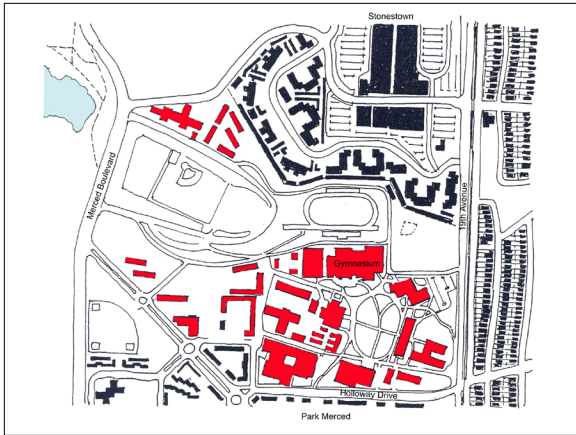 Stonestown
Merced Boulevard
19th Avenue
Gymnasium
Holloway Drive
Park Merced